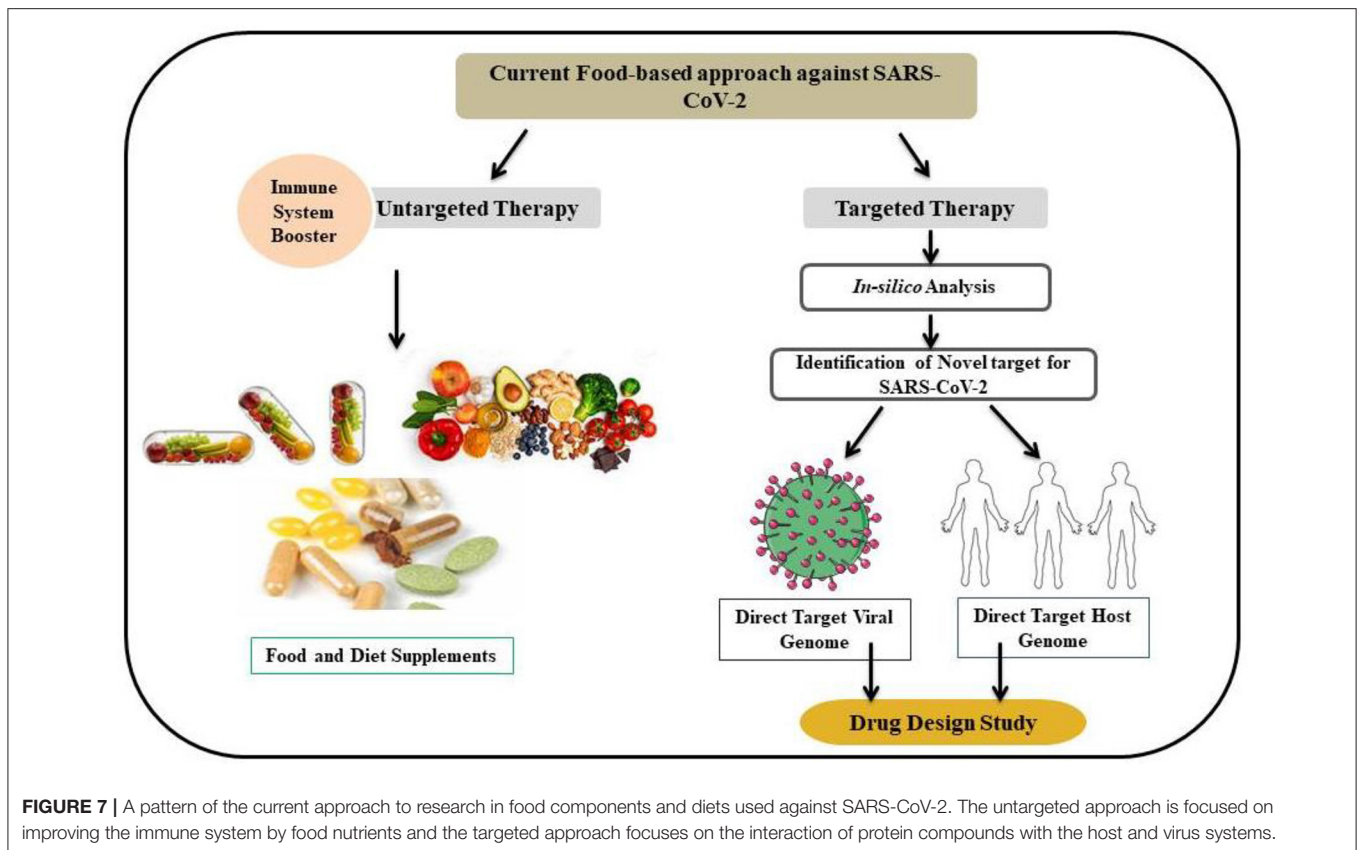 Current Food-based approach against SARS-
CoV-2
Immune
System
Booster
Untargeted Therapy
Targeted Therapy
In-silico Analysis
Identification of Novel target for
SARS-CoV-2
Direct Target Viral
Genome
Direct Target Host
Genome
Food and Diet Supplements
Drug Design Study
FIGURE 7 | A pattern of the current approach to research in food components and diets used against SARS-CoV-2. The untargeted approach is focused on
improving the immune system by food nutrients and the targeted approach focuses on the interaction of protein compounds with the host and virus systems.